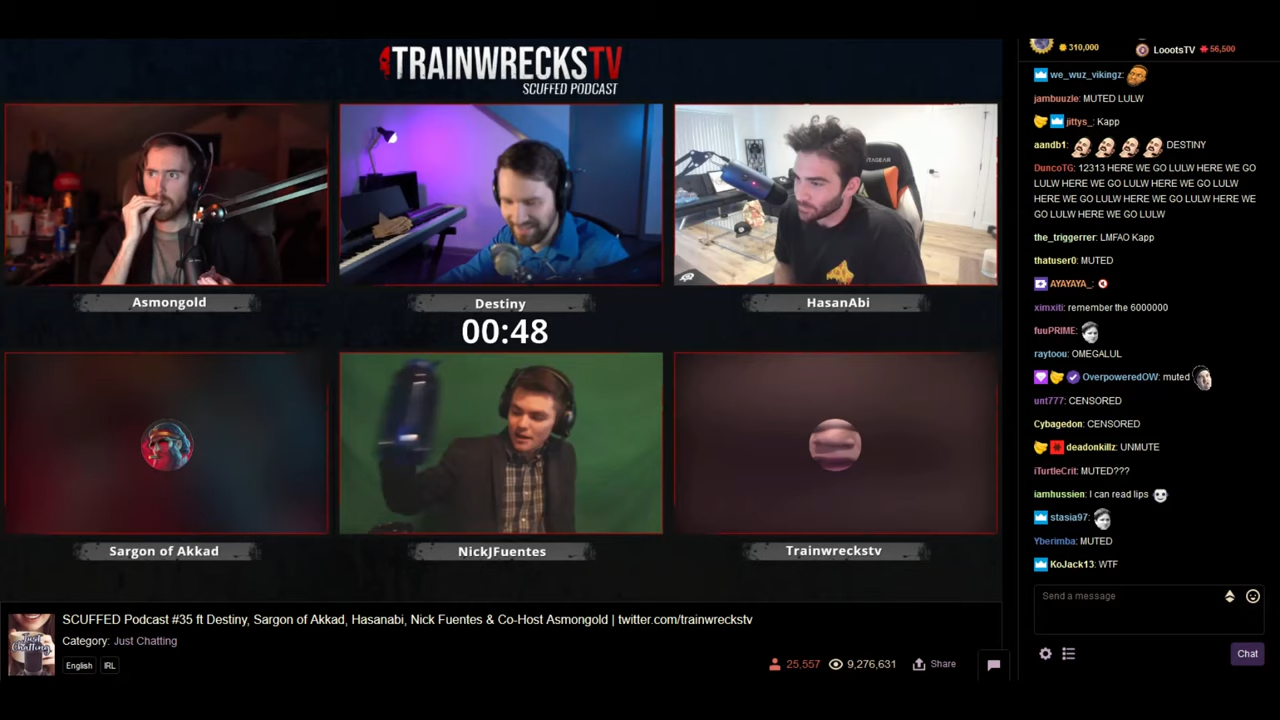 TRAINWRECKSTV
SCUFFED PODCAST
Asmongold
Destiny
HasanAbi
00:48
Sargon of Akkad
NickJFuentes
Trainwreckstv
SCUFFED Podcast #35 ft Destiny, Sargon of Akkad, Hasanabi, Nick Fuentes & Co-Host Asmongold | twitter.com/trainwreckstv
Just Chatting
Category: Just Chatting
English
IRL
25,557
9,276,631
Share
310,000
LoootsTV
56,500
we_wuz_vikingz:
jambuuzle: MUTED LULW
jittys_: Kapp
aandb1: DESTINY
DuncoTG: 12313 HERE WE GO LULW HERE WE GO
LULW HERE WE GO LULW HERE WE GO LULW
HERE WE GO LULW HERE WE GO LULW HERE WE
GO LULW HERE WE GO LULW
the_triggerrer: LMFAO Kapp
thatuser0: MUTED
AYAYAYA_:
ximxiti: remember the 6000000
fuuPRIME:
raytoou: OMEGALUL
OverpoweredOW: muted
unt777: CENSORED
Cybagedon: CENSORED
deadonkillz: UNMUTE
iTurtleCrit: MUTED???
iamhussien: I can read lips
stasia97:
Yberimba: MUTED
KoJack13: WTF
Send a message
Chat